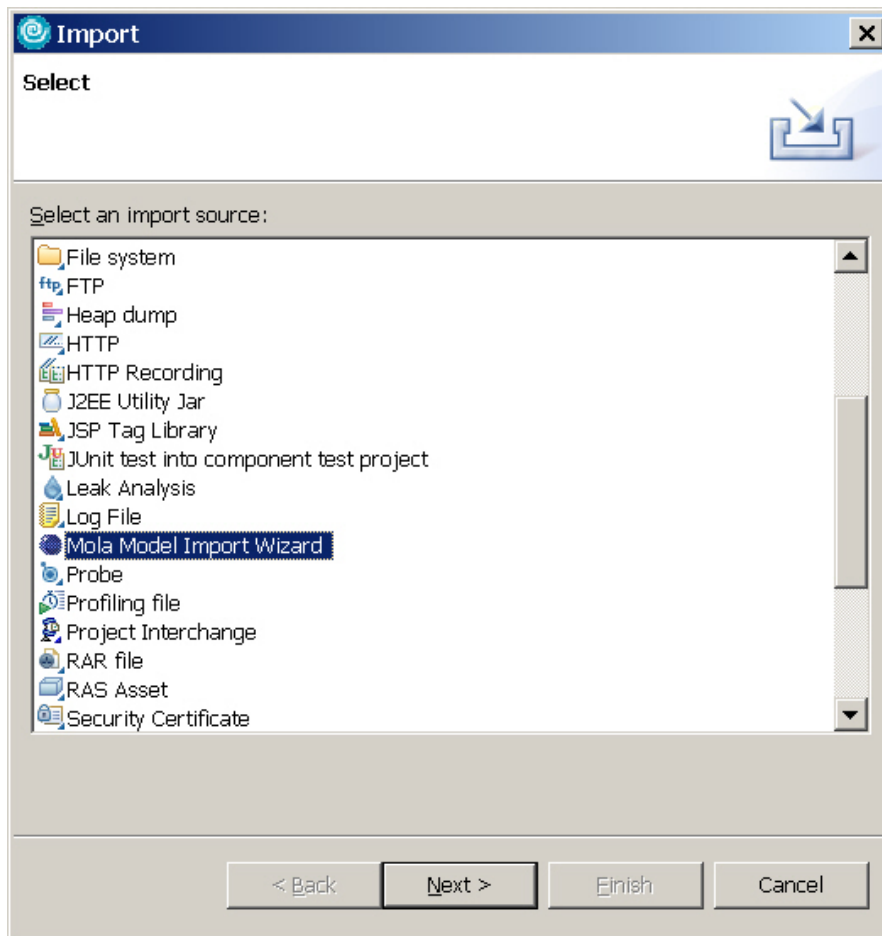 Import
Select
Select an import source:
File system
ftp FTP
Heap dump
HTTP
HTTP Recording
J2EE Utility Jar
JSP Tag Library
JUnit test into component test project
Leak Analysis
Log File
Mola Model Import Wizard
Probe
Profiling file
Project Interchange
RAR file
RAS Asset
Security Certificate
< Back Next > Finish Cancel